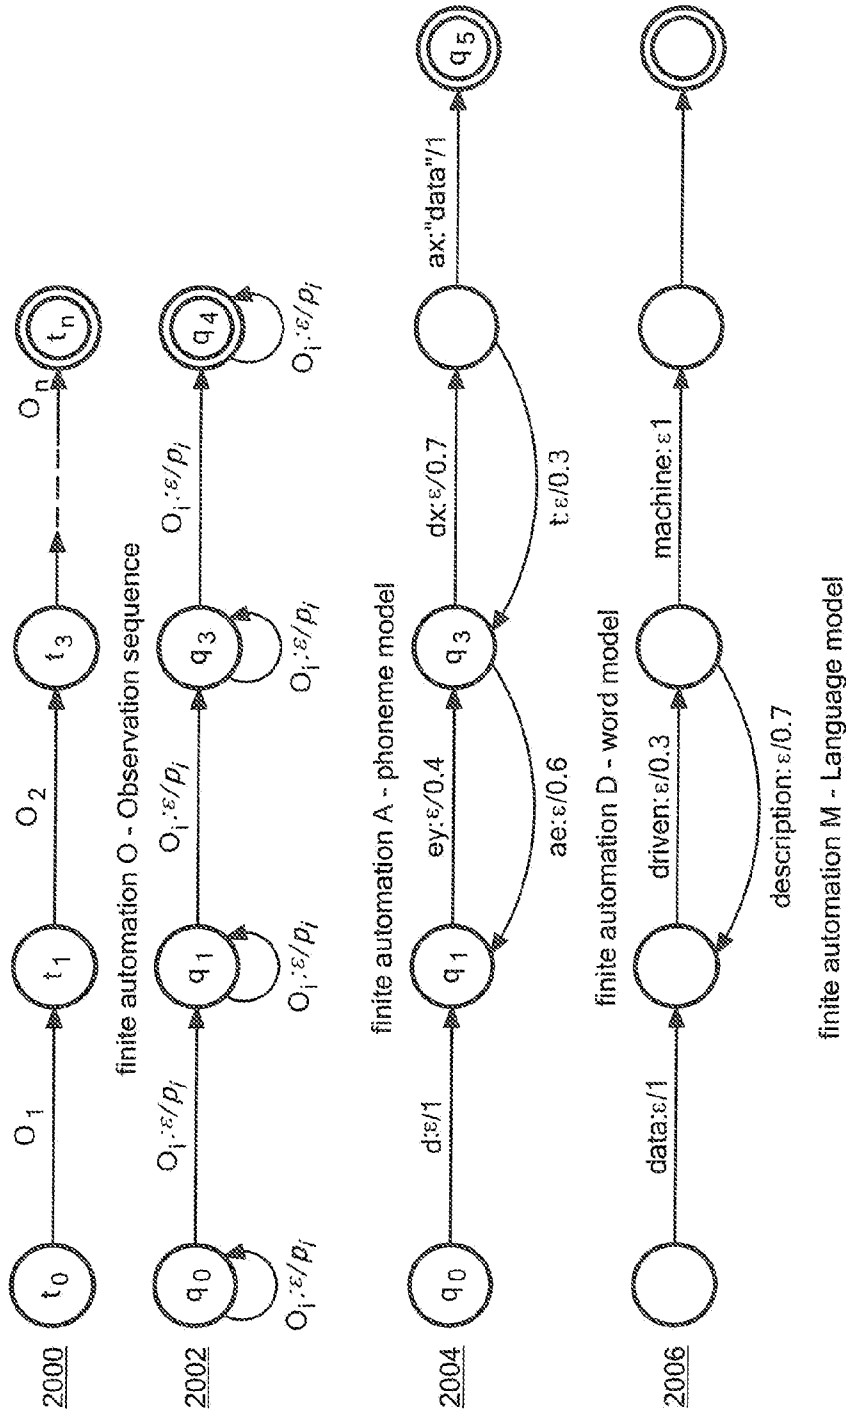 2000
t0
O1
t1
O2
t3
On
tn
finite automation O - Observation sequence
2002
q0
Oi:ε/pi
Oi:ε/pi
q1
Oi:ε/pi
Oi:ε/pi
q3
Oi:ε/pi
Oi:ε/pi
q4
Oi:ε/pi
finite automation A - phoneme model
2004
q0
d:ε/1
q1
ey:ε/0.4
ae:ε/0.6
q3
dx:ε/0.7
t:ε/0.3
ax:"data"/1
q5
finite automation D - word model
2006
data:ε/1
driven:ε/0.3
description:ε/0.7
machine:ε1
finite automation M - Language model